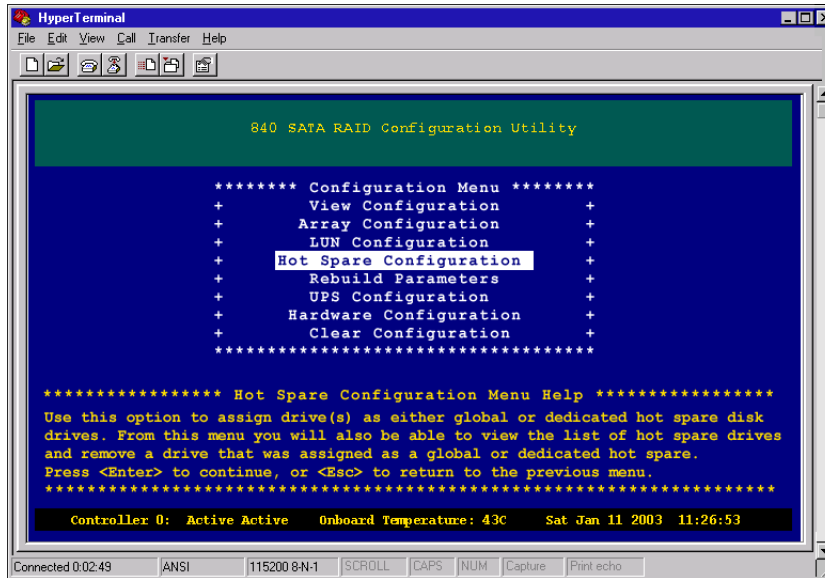 HyperTerminal
File Edit View Call Transfer Help
840 SATA RAID Configuration Utility
******** Configuration Menu ********
+ View Configuration +
+ Array Configuration +
+ LUN Configuration +
+ Hot Spare Configuration +
+ Rebuild Parameters +
+ UPS Configuration +
+ Hardware Configuration +
+ Clear Configuration +
************************************
***************** Hot Spare Configuration Menu Help *****************
Use this option to assign drive(s) as either global or dedicated hot spare disk
drives. From this menu you will also be able to view the list of hot spare drives
and remove a drive that was assigned as a global or dedicated hot spare.
Press <Enter> to continue, or <Esc> to return to the previous menu.
*********************************************************************
Controller 0: Active Active Onboard Temperature: 43C Sat Jan 11 2003 11:26:53
Connected 0:02:49 ANSI 115200 8-N-1 SCROLL CAPS NUM Capture Print echo